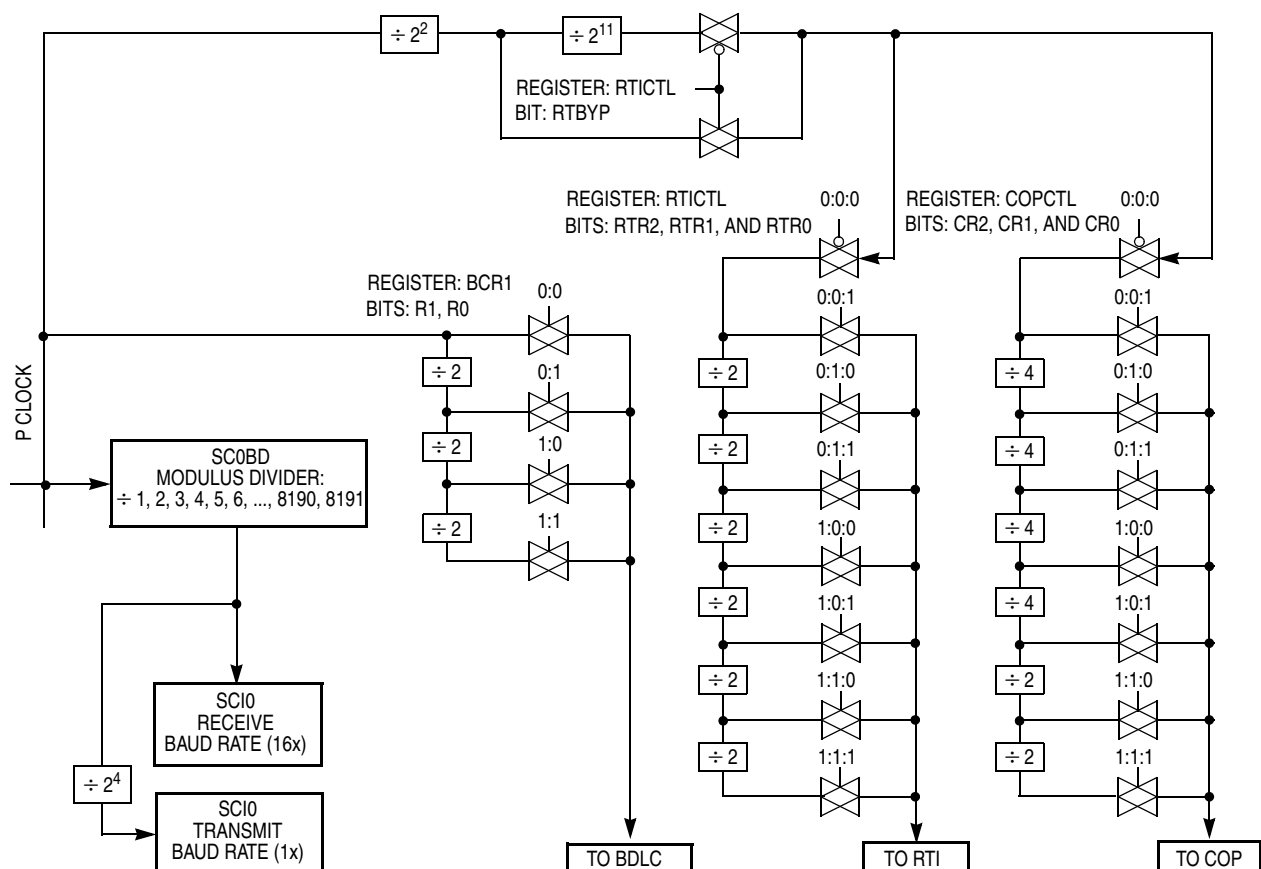 ÷ 2²
÷ 2¹¹
REGISTER: RTICTL
BIT: RTBYP
REGISTER: RTICTL
BITS: RTR2, RTR1, AND RTR0
0:0:0
REGISTER: COPCTL
BITS: CR2, CR1, AND CR0
0:0:0
REGISTER: BCR1
BITS: R1, R0
0:0
0:1
1:0
1:1
÷ 2
÷ 2
÷ 2
0:0:1
0:1:0
0:1:1
1:0:0
1:0:1
1:1:0
1:1:1
÷ 2
÷ 2
÷ 2
÷ 2
÷ 2
÷ 2
0:0:1
0:1:0
0:1:1
1:0:0
1:0:1
1:1:0
1:1:1
÷ 4
÷ 4
÷ 4
÷ 4
÷ 2
÷ 2
P CLOCK
SC0BD
MODULUS DIVIDER:
÷ 1, 2, 3, 4, 5, 6, ..., 8190, 8191
SCI0
RECEIVE
BAUD RATE (16x)
÷ 2⁴
SCI0
TRANSMIT
BAUD RATE (1x)
TO BDLC
TO RTI
TO COP